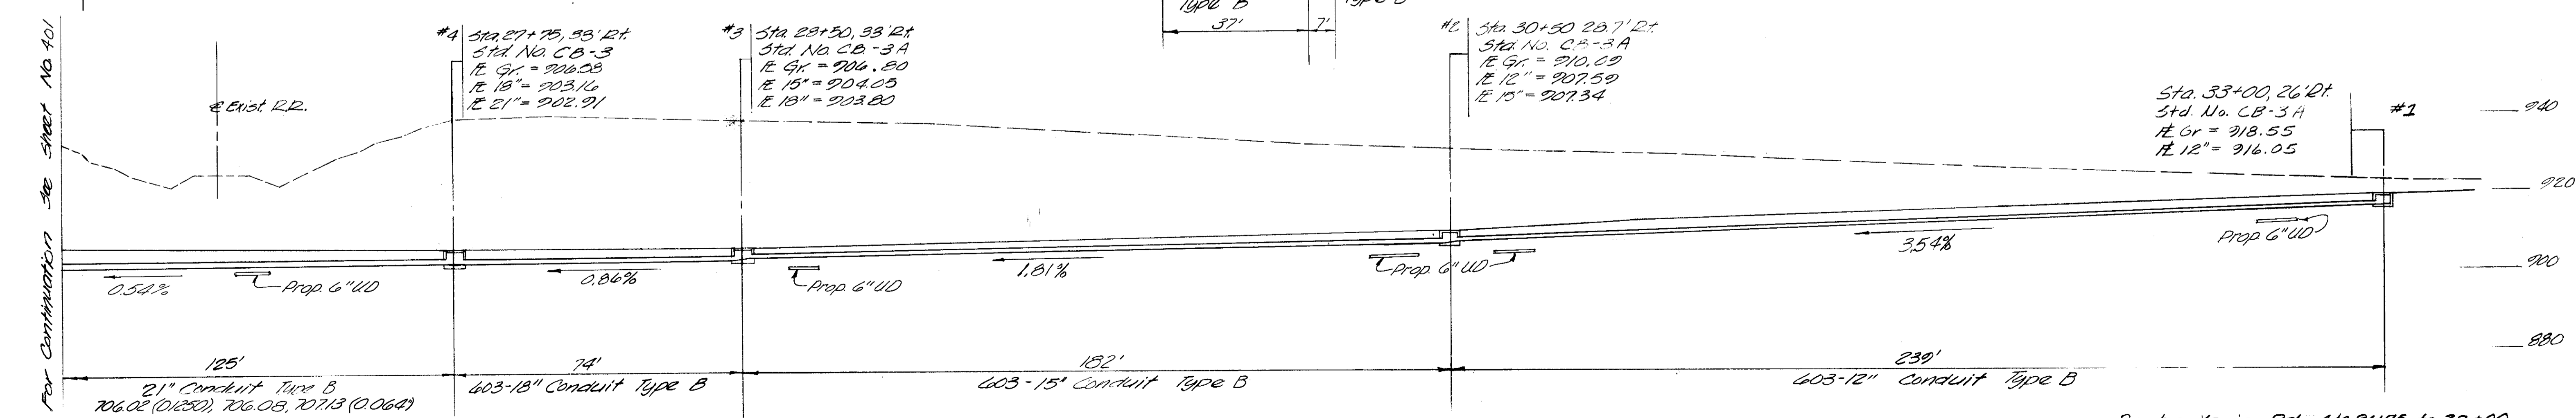 For Continuation See Sheet No. 401
Type B
37'
7'
#4
Sta. 27+75, 33' Rt.
Std. No. CB-3
Gr. = 906.58
18" = 903.16
21" = 902.91
#3
Sta. 28+50, 33' Rt.
Std. No. CB-3A
Gr. = 906.80
15" = 904.05
18" = 903.80
#2
Sta. 30+50 28.7' Rt.
Std. No. CB-3A
Gr. = 910.09
12" = 907.59
15" = 907.34
Sta. 33+00, 26' Rt.
Std. No. CB-3A
Gr = 918.55
12" = 916.05
#1
Exist. R.R.
940
920
900
880
0.54%
Prop. 6" UD
0.86%
Prop. 6" UD
1.81%
Prop. 6" UD
3.54%
Prop 6" UD
125'
21" Conduit Type B
706.02 (01250), 706.08, 707.13 (0.064)
74'
603-18" Conduit Type B
182'
603-15" Conduit Type B
239'
603-12" Conduit Type B